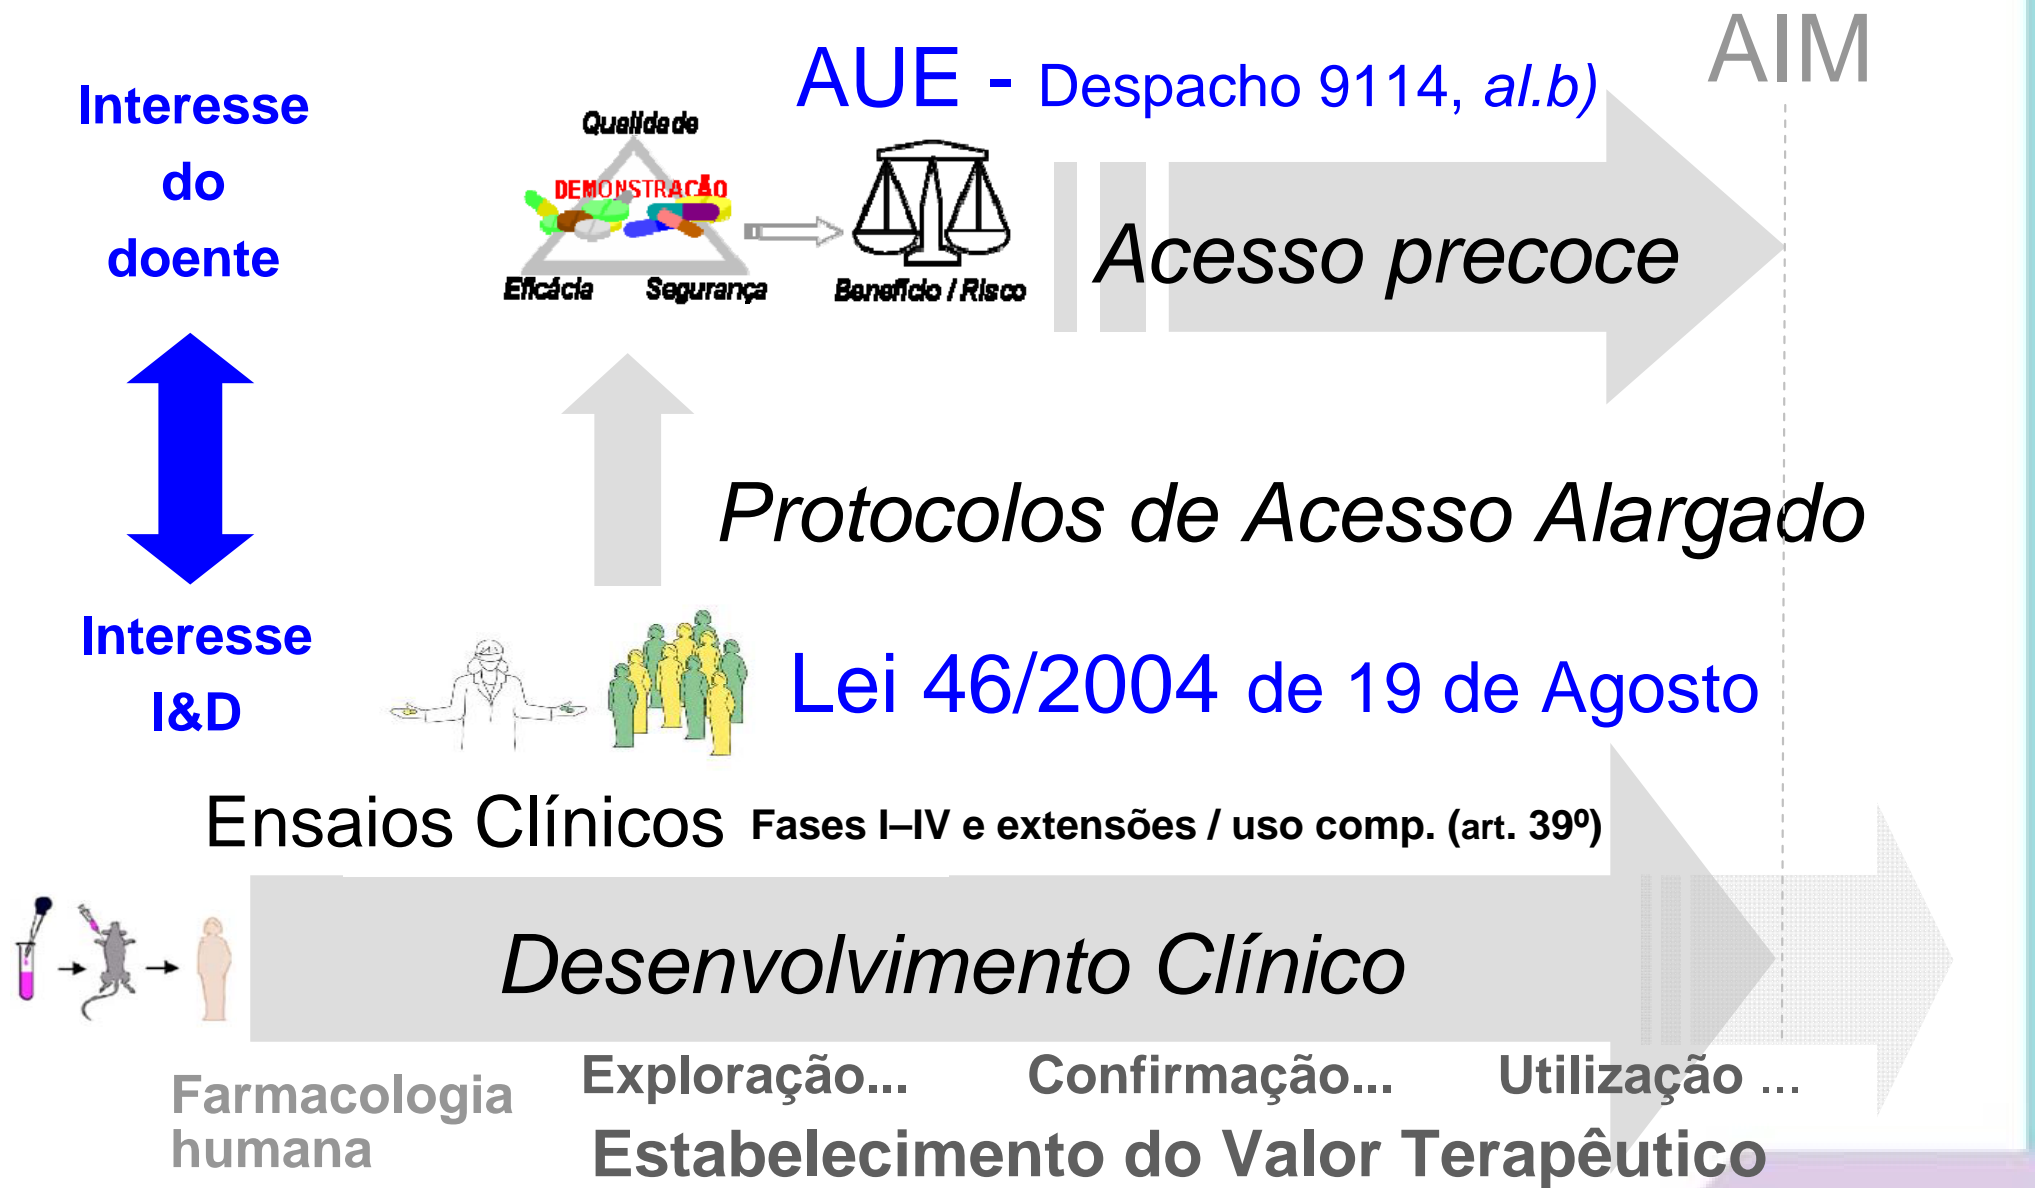 AIM
AUE - Despacho 9114, al.b)
Interesse
do
doente
Qualidade
DEMONSTRAÇÃO
Eficácia Segurança
Benefício / Risco
Acesso precoce
Protocolos de Acesso Alargado
Interesse
I&D
Lei 46/2004 de 19 de Agosto
Ensaios Clínicos Fases I–IV e extensões / uso comp. (art. 39º)
Desenvolvimento Clínico
Farmacologia
humana
Exploração... Confirmação... Utilização ...
Estabelecimento do Valor Terapêutico